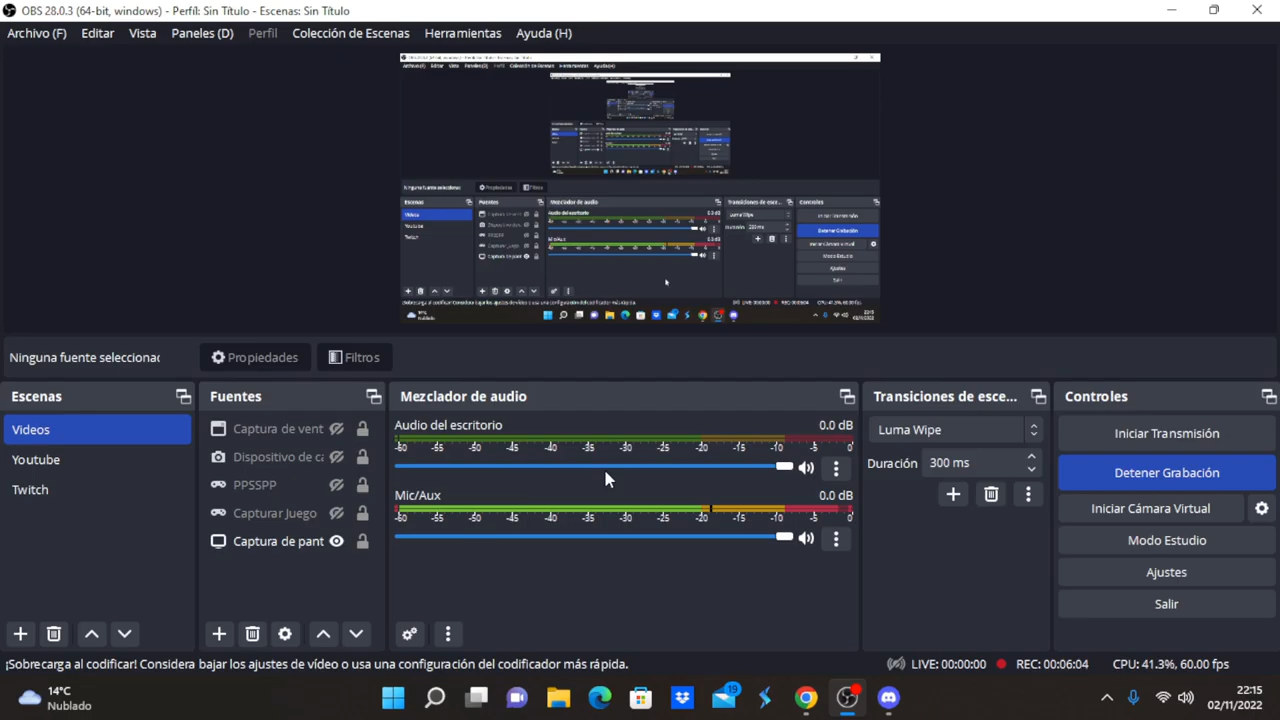 OBS 28.0.3 (64-bit, windows) - Perfil: Sin Título - Escenas: Sin Título
Archivo (F) Editar Vista Paneles (D) Perfil Colección de Escenas Herramientas Ayuda (H)
Ninguna fuente seleccionad Propiedades Filtros
Escenas Fuentes Mezclador de audio Transiciones de esce... Controles
Videos
Youtube
Twitch
Captura de vent
Dispositivo de ca
PPSSPP
Capturar Juego
Captura de pant
Audio del escritorio 0.0 dB
-60 -55 -50 -45 -40 -35 -30 -25 -20 -15 -10 -5 0
Mic/Aux 0.0 dB
-60 -55 -50 -45 -40 -35 -30 -25 -20 -15 -10 -5 0
Luma Wipe
Duración 300 ms
Iniciar Transmisión
Detener Grabación
Iniciar Cámara Virtual
Modo Estudio
Ajustes
Salir
¡Sobrecarga al codificar! Considera bajar los ajustes de vídeo o usa una configuración del codificador más rápida. LIVE: 00:00:00 REC: 00:06:04 CPU: 41.3%, 60.00 fps
14°C
Nublado
19
22:15
02/11/2022